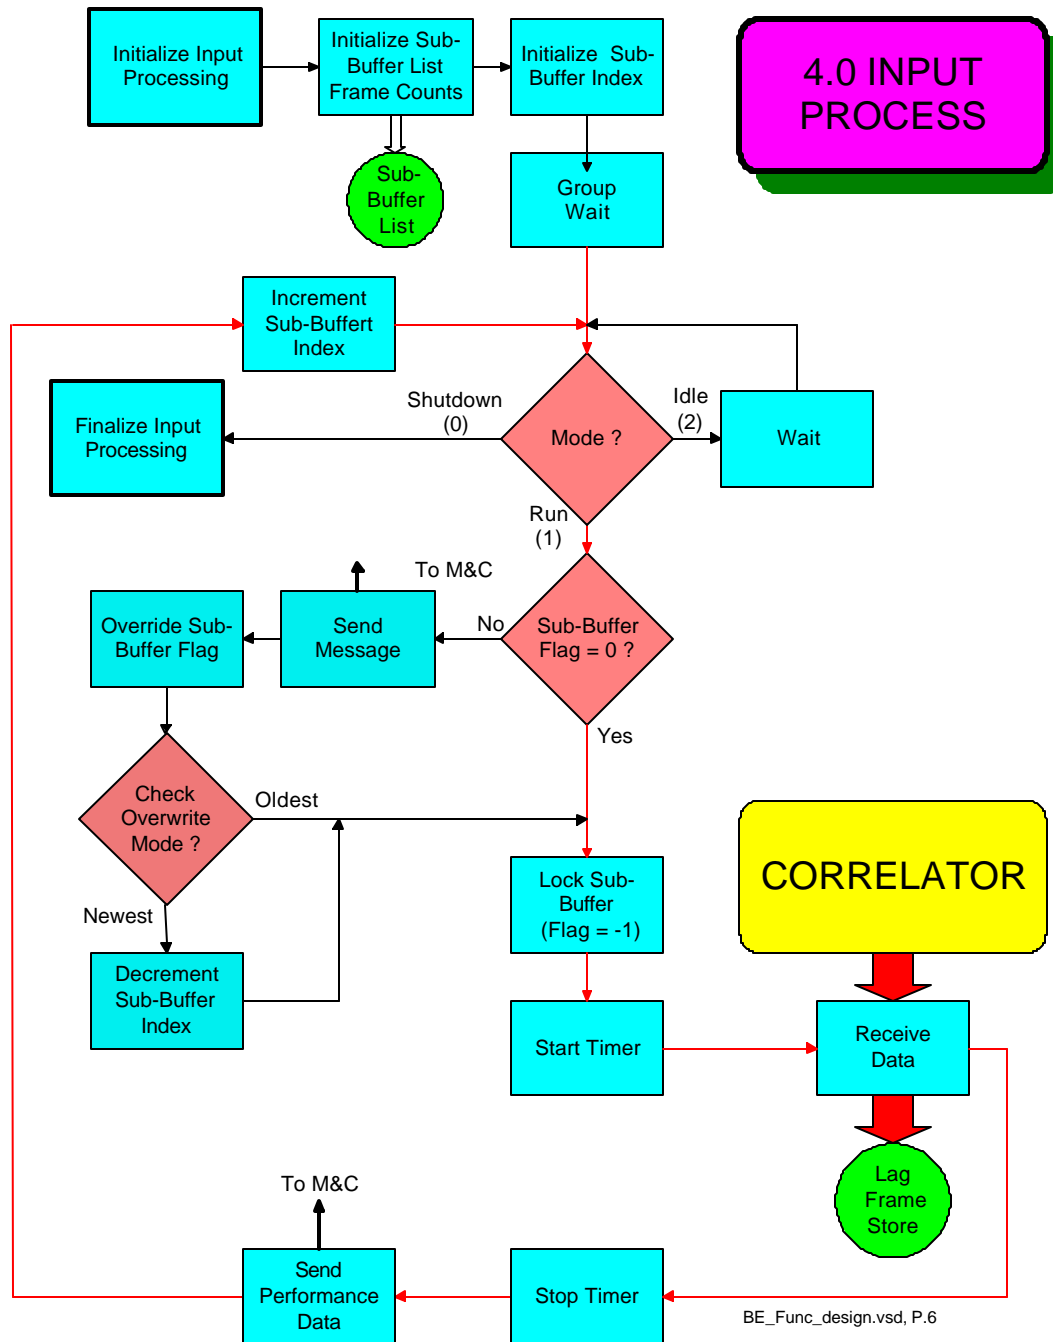 Initialize Input
Processing
Initialize Sub-
Buffer List
Frame Counts
Initialize Sub-
Buffer Index
4.0 INPUT
PROCESS
Sub-
Buffer
List
Group
Wait
Increment
Sub-Buffert
Index
Shutdown
(0)
Idle
(2)
Finalize Input
Processing
Mode ?
Wait
Run
(1)
To M&C
Override Sub-
Buffer Flag
Send
Message
No
Sub-Buffer
Flag = 0 ?
Yes
Check
Overwrite
Mode ?
Oldest
Newest
Lock Sub-
Buffer
(Flag = -1)
CORRELATOR
Decrement
Sub-Buffer
Index
Start Timer
Receive
Data
Lag
Frame
Store
To M&C
Send
Performance
Data
Stop Timer
BE_Func_design.vsd, P.6